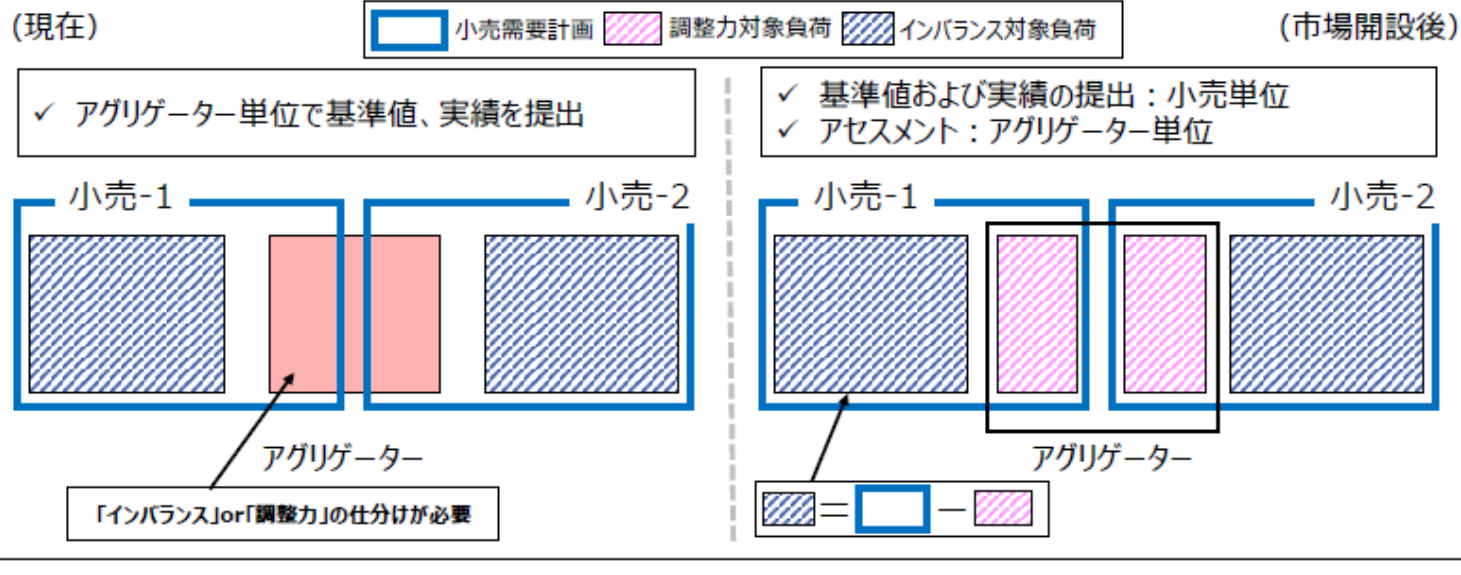 (現在)
小売需要計画 調整力対象負荷 インバランス対象負荷
(市場開設後)
✓ アグリゲーター単位で基準値、実績を提出
小売-1
小売-2
アグリゲーター
「インバランス」or「調整力」の仕分けが必要
✓ 基準値および実績の提出：小売単位
✓ アセスメント：アグリゲーター単位
小売-1
小売-2
アグリゲーター
＝ －